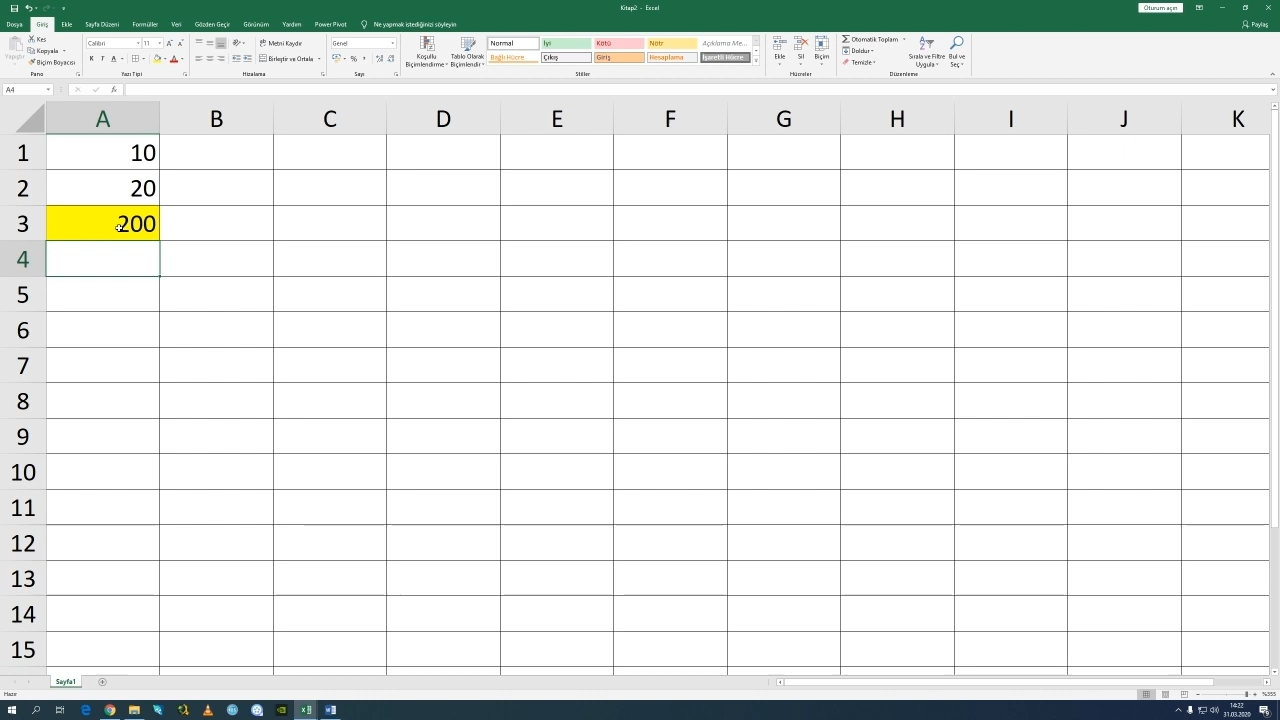 Kitap2 - Excel
Oturum açın
Dosya Giriş Ekle Sayfa Düzeni Formüller Veri Gözden Geçir Görünüm Yardım Power Pivot Ne yapmak istediğinizi söyleyin Paylaş
Kes
Kopyala
Biçim Boyacısı
Pano
Calibri 11
K T A
Yazı Tipi
Metni Kaydır
Birleştir ve Ortala
Hizalama
Genel
Sayı
Koşullu Biçimlendirme
Tablo Olarak Biçimlendir
Normal İyi Kötü Nötr Açıklama Me...
Bağlı Hücre Çıkış Giriş Hesaplama İşaretli Hücre
Stiller
Ekle Sil Biçim
Hücreler
Otomatik Toplam
Doldur
Temizle
Sırala ve Filtre Uygula
Bul ve Seç
Düzenleme
A4 fx
A B C D E F G H I J K
1 10
2 20
3 200
4
5
6
7
8
9
10
11
12
13
14
15
Sayfa1
Hazır %355
14:22
31.03.2020